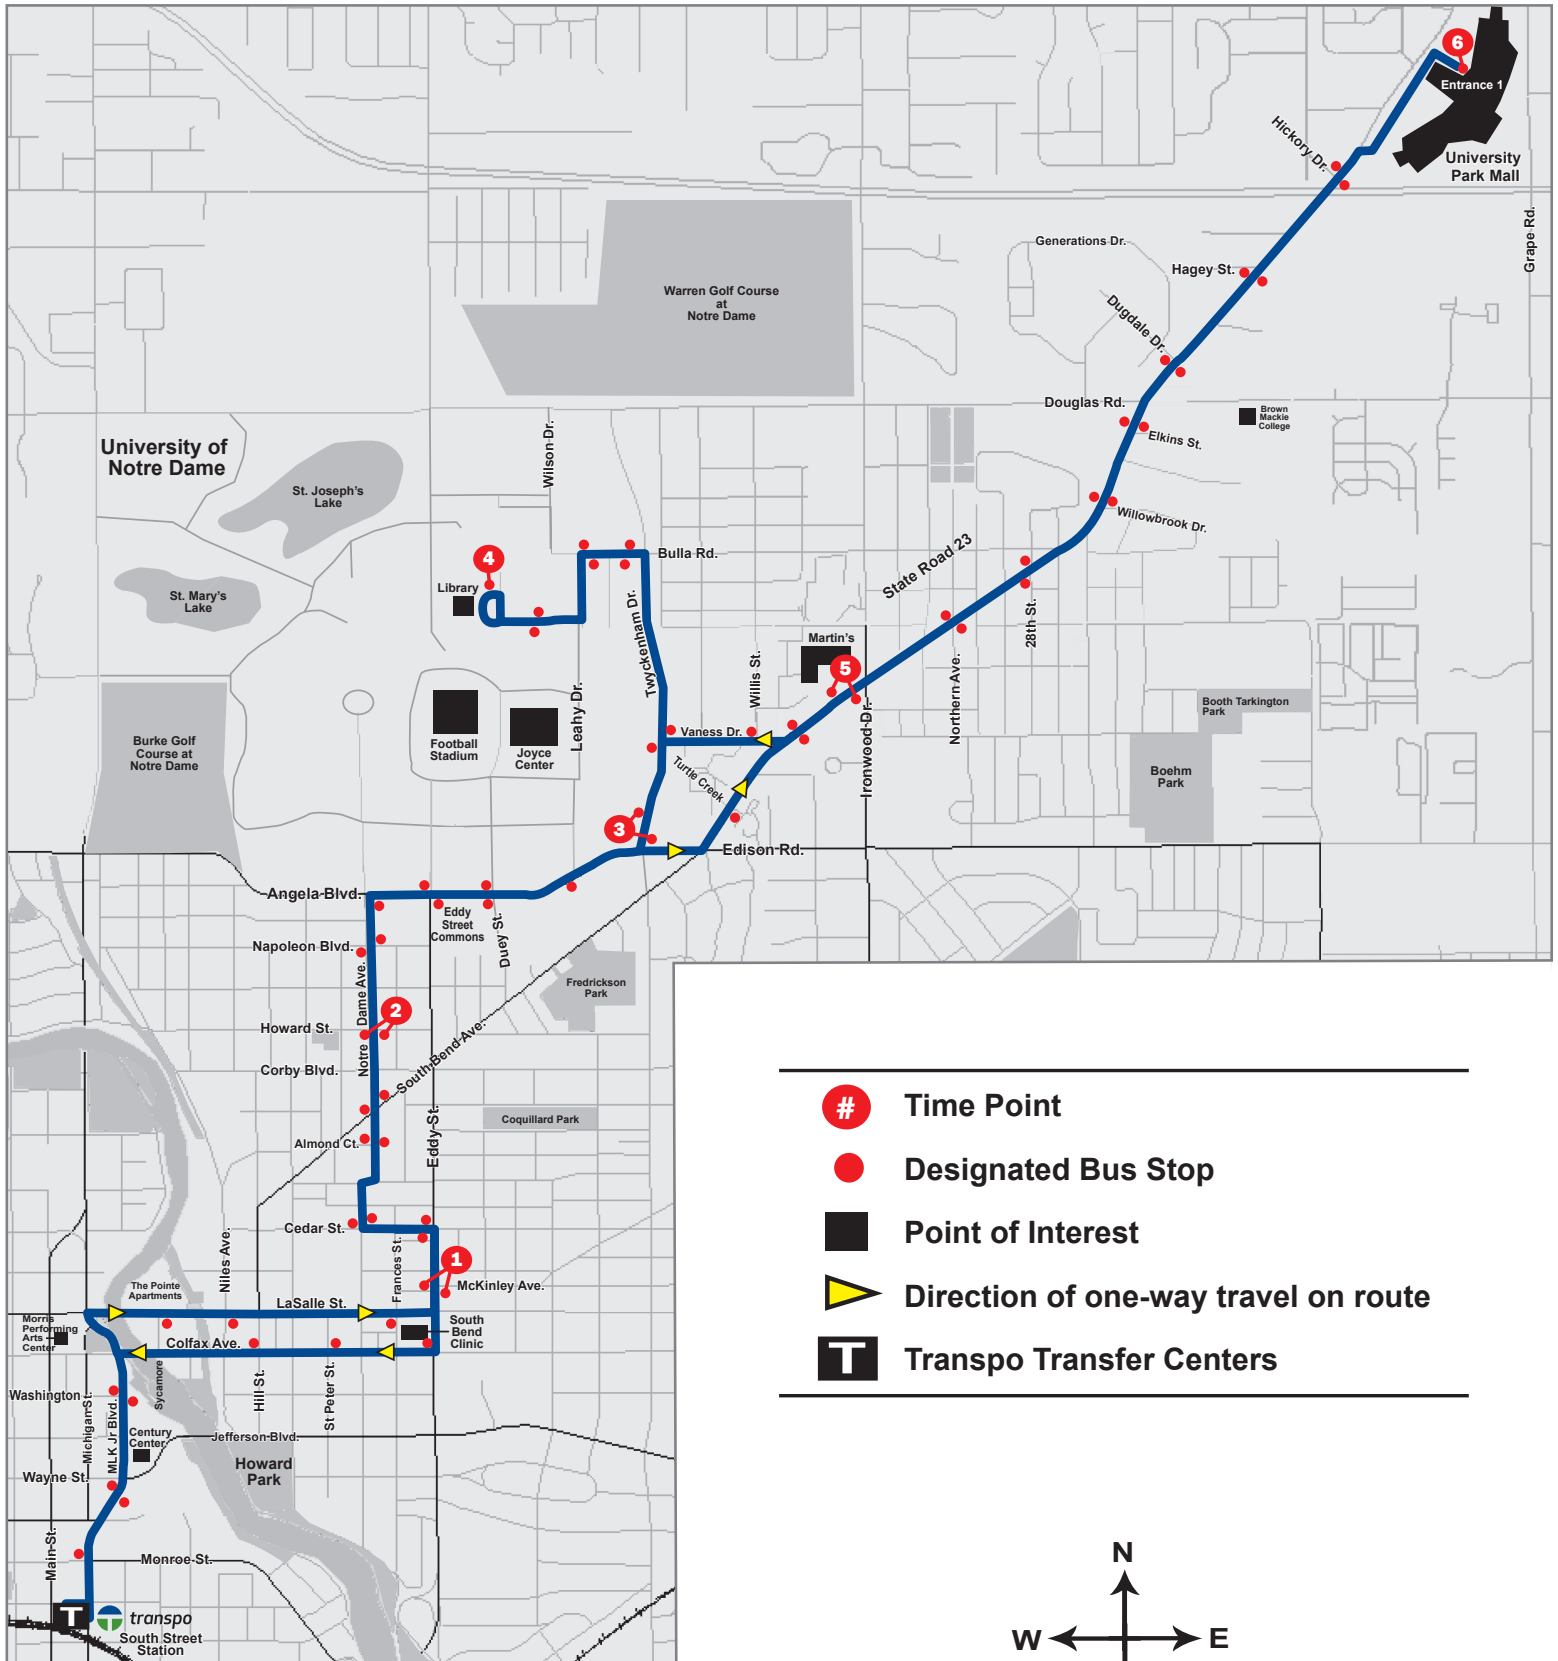 6
Entrance 1
Hickory Dr.
University
Park Mall
Grape Rd.
Generations Dr.
Hagey St.
Warren Golf Course
at
Notre Dame
Dugdale Dr.
Douglas Rd.
Brown
Mackie
College
Elkins St.
University of
Notre Dame
Wilson Dr.
St. Joseph's
Lake
Willowbrook Dr.
State Road 23
Bulla Rd.
4
Library
St. Mary's
Lake
Twyckenham Dr.
28th St.
Martin's
5
Willis St.
Northern Ave.
Ironwood Dr.
Leahy Dr.
Booth Tarkington
Park
Football
Stadium
Joyce
Center
Vaness Dr.
Burke Golf
Course at
Notre Dame
Turtle Creek
Boehm
Park
3
Edison Rd.
Angela Blvd.
Eddy
Street
Commons
Duey St.
Napoleon Blvd.
Notre Dame Ave.
Fredrickson
Park
2
Howard St.
South Bend Ave.
Corby Blvd.
Coquillard Park
Almond Ct.
Eddy St.
Cedar St.
Niles Ave.
Frances St.
1
McKinley Ave.
The Pointe
Apartments
LaSalle St.
Morris
Performing
Arts
Center
South
Bend
Clinic
Colfax Ave.
Sycamore
Hill St.
St Peter St.
Washington
Michigan St.
MLK Jr Blvd.
Century
Center
Jefferson Blvd.
Howard
Park
Wayne St.
Main St.
Monroe St.
T
transpo
South Street
Station
# Time Point
Designated Bus Stop
Point of Interest
Direction of one-way travel on route
T Transpo Transfer Centers
N
W E